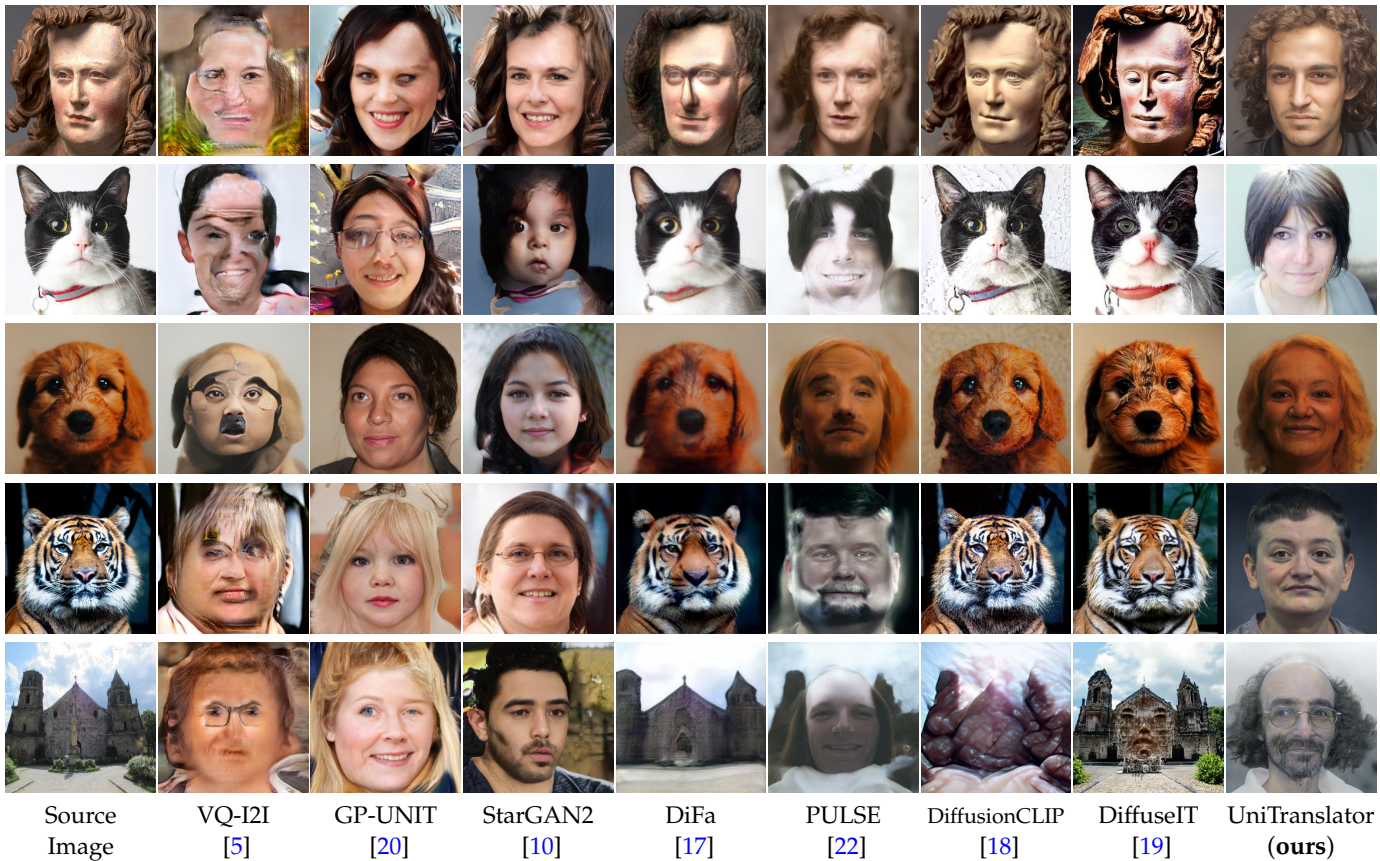 Source VQ-I2I GP-UNIT StarGAN2 DiFa PULSE DiffusionCLIP DiffuseIT UniTranslator
Image [5] [20] [10] [17] [22] [18] [19] (ours)